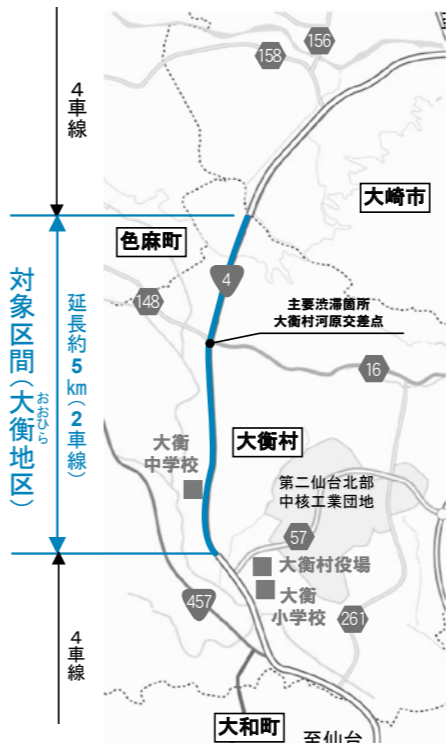 4車線
対象区間（大衡地区）
おおひら
延長約5km（2車線）
4車線
156
158
大崎市
色麻町
4
148
主要渋滞箇所
大衡村河原交差点
16
大衡
中学校
大衡村
第二仙台北部
中核工業団地
57
大衡村役場
大衡
小学校
457
261
大和町
至仙台